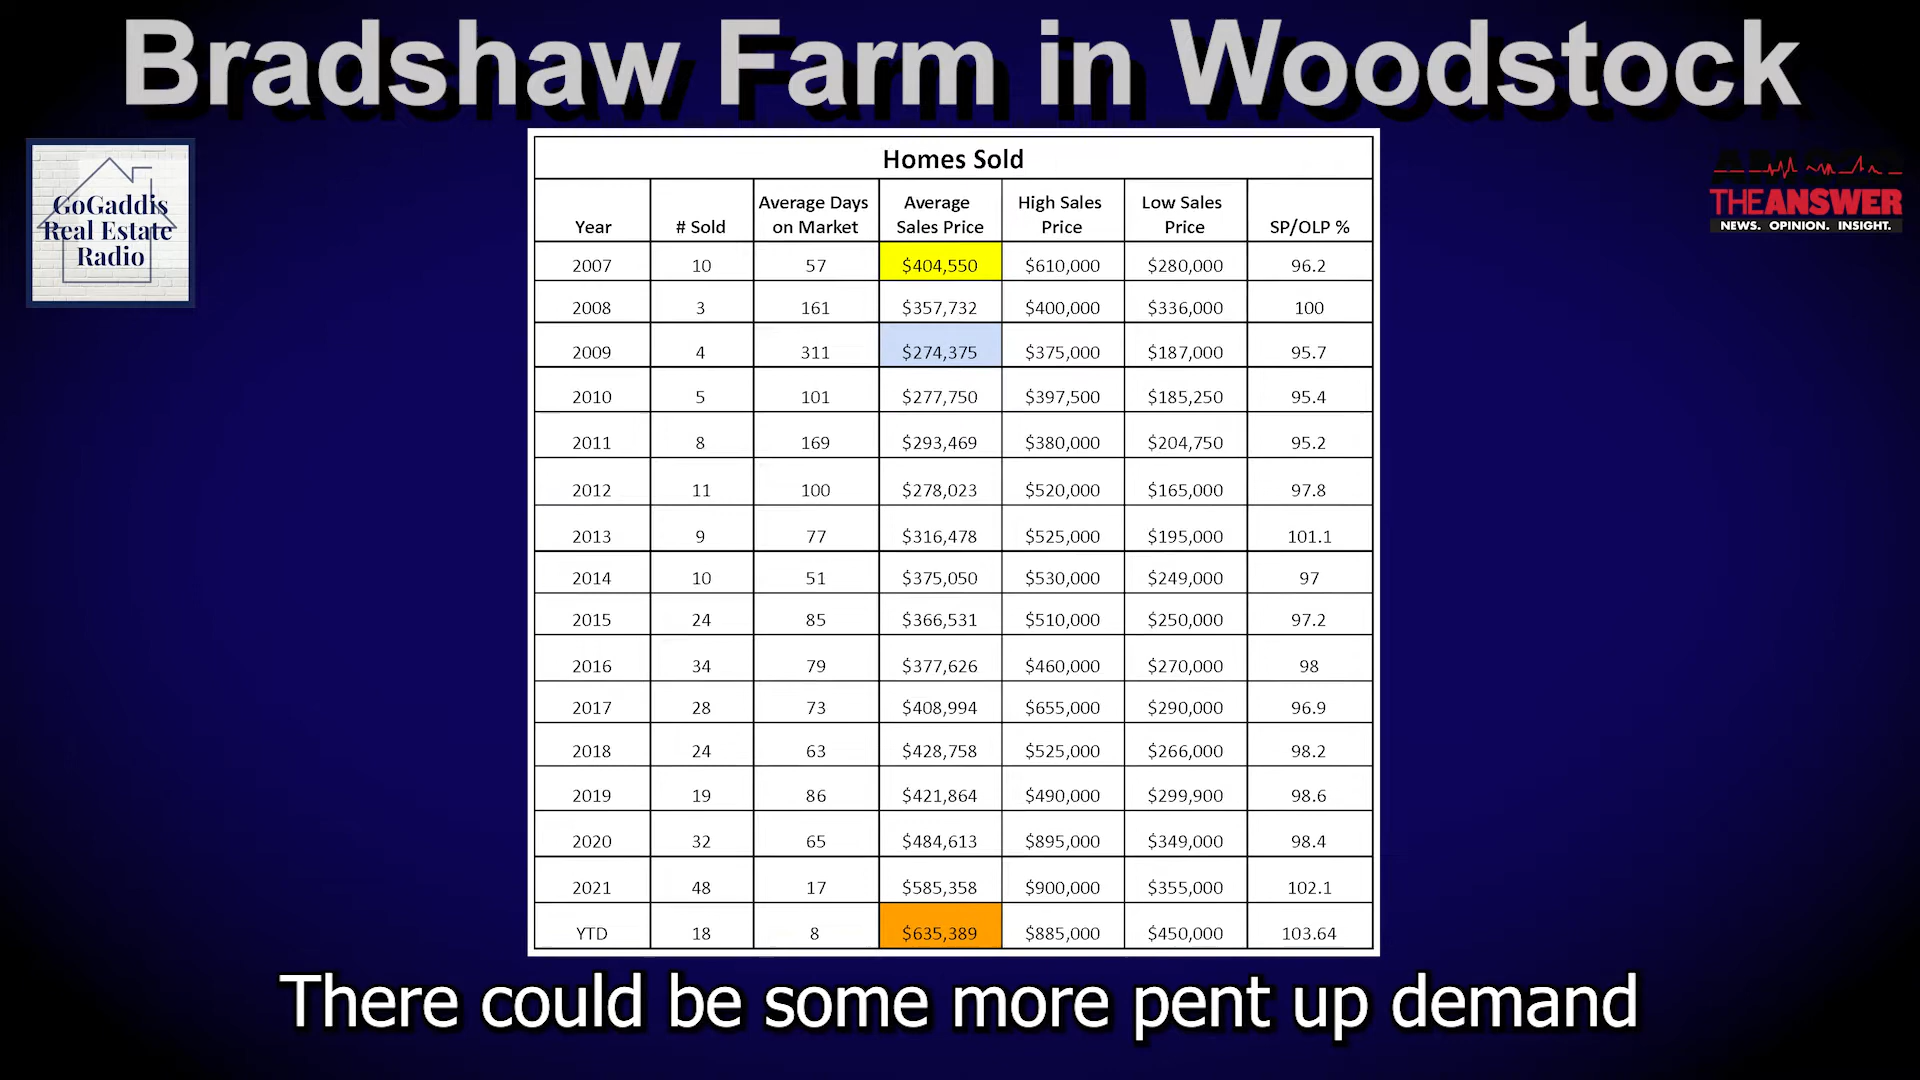 Bradshaw Farm in Woodstock
GoGaddis
Real Estate
Radio
THEANSWER
NEWS. OPINION. INSIGHT.
Homes Sold
Year # Sold Average Days on Market Average Sales Price High Sales Price Low Sales Price SP/OLP %
2007 10 57 $404,550 $610,000 $280,000 96.2
2008 3 161 $357,732 $400,000 $336,000 100
2009 4 311 $274,375 $375,000 $187,000 95.7
2010 5 101 $277,750 $397,500 $185,250 95.4
2011 8 169 $293,469 $380,000 $204,750 95.2
2012 11 100 $278,023 $520,000 $165,000 97.8
2013 9 77 $316,478 $525,000 $195,000 101.1
2014 10 51 $375,050 $530,000 $249,000 97
2015 24 85 $366,531 $510,000 $250,000 97.2
2016 34 79 $377,626 $460,000 $270,000 98
2017 28 73 $408,994 $655,000 $290,000 96.9
2018 24 63 $428,758 $525,000 $266,000 98.2
2019 19 86 $421,864 $490,000 $299,900 98.6
2020 32 65 $484,613 $895,000 $349,000 98.4
2021 48 17 $585,358 $900,000 $355,000 102.1
YTD 18 8 $635,389 $885,000 $450,000 103.64
There could be some more pent up demand